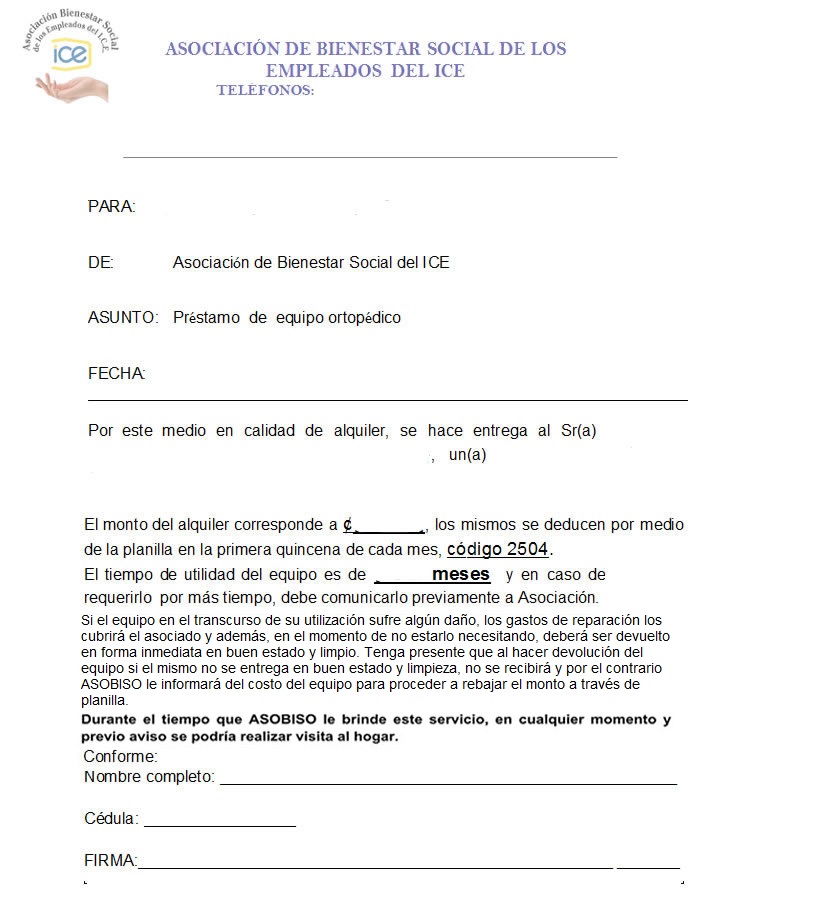 Asociación Bienestar Social
de los Empleados del I.C.E.
ice
ASOCIACIÓN DE BIENESTAR SOCIAL DE LOS
EMPLEADOS DEL ICE
TELÉFONOS:
PARA:
DE: Asociación de Bienestar Social del ICE
ASUNTO: Préstamo de equipo ortopédico
FECHA:
Por este medio en calidad de alquiler, se hace entrega al Sr(a)
, un(a)
El monto del alquiler corresponde a ¢________, los mismos se deducen por medio
de la planilla en la primera quincena de cada mes, código 2504.
El tiempo de utilidad del equipo es de ______meses y en caso de
requerirlo por más tiempo, debe comunicarlo previamente a Asociación.
Si el equipo en el transcurso de su utilización sufre algún daño, los gastos de reparación los
cubrirá el asociado y además, en el momento de no estarlo necesitando, deberá ser devuelto
en forma inmediata en buen estado y limpio. Tenga presente que al hacer devolución del
equipo si el mismo no se entrega en buen estado y limpieza, no se recibirá y por el contrario
ASOBISO le informará del costo del equipo para proceder a rebajar el monto a través de
planilla.
Durante el tiempo que ASOBISO le brinde este servicio, en cualquier momento y
previo aviso se podría realizar visita al hogar.
Conforme:
Nombre completo: ____________________
Cédula: ____________________
FIRMA:____________________